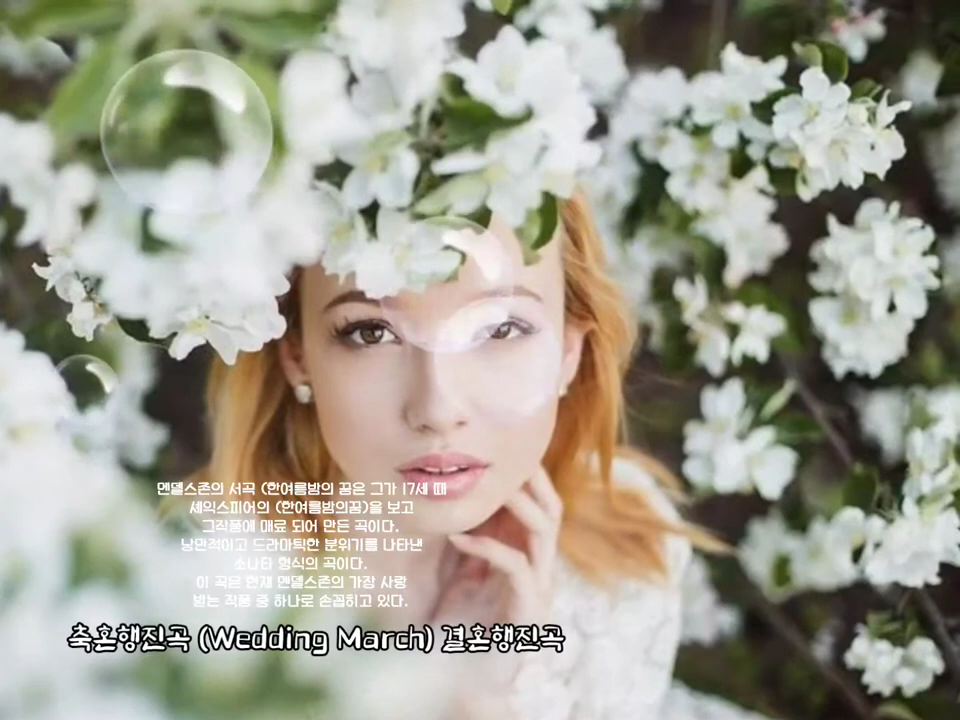 멘델스존의 서곡 (한여름밤의 꿈은 그가 17세 때
셰익스피어의 (한여름밤의꿈)을 보고
그작품에 매료 되어 만든 곡이다.
낭만적이고 드라마틱한 분위기를 나타낸
소나타 형식의 곡이다.
이 곡은 현재 멘델스존의 가장 사랑
받는 작품 중 하나로 손꼽히고 있다.
축혼행진곡 (Wedding March) 결혼행진곡